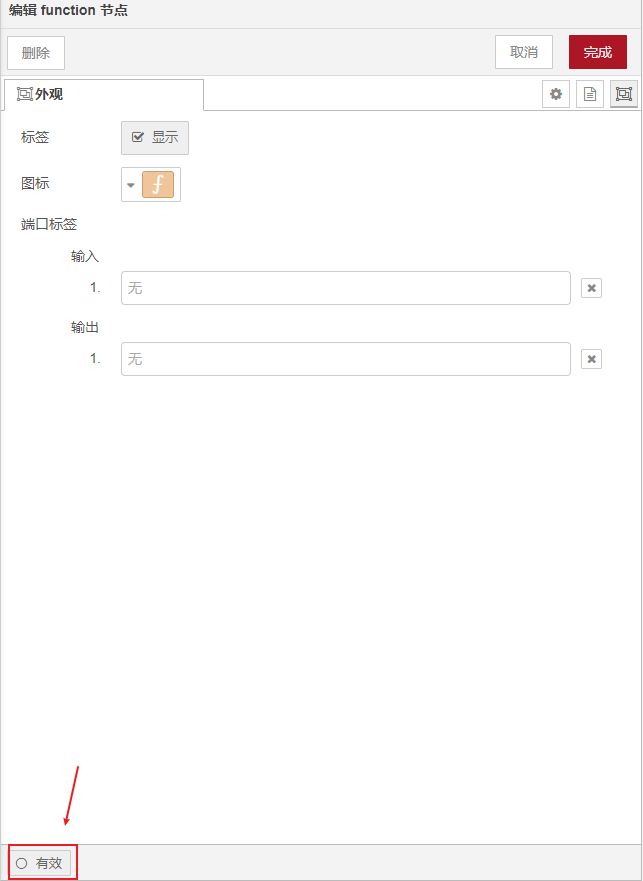 编辑 function 节点
删除
取消
完成
外观
标签
显示
图标
端口标签
输入
1.
无
输出
1.
无
有效